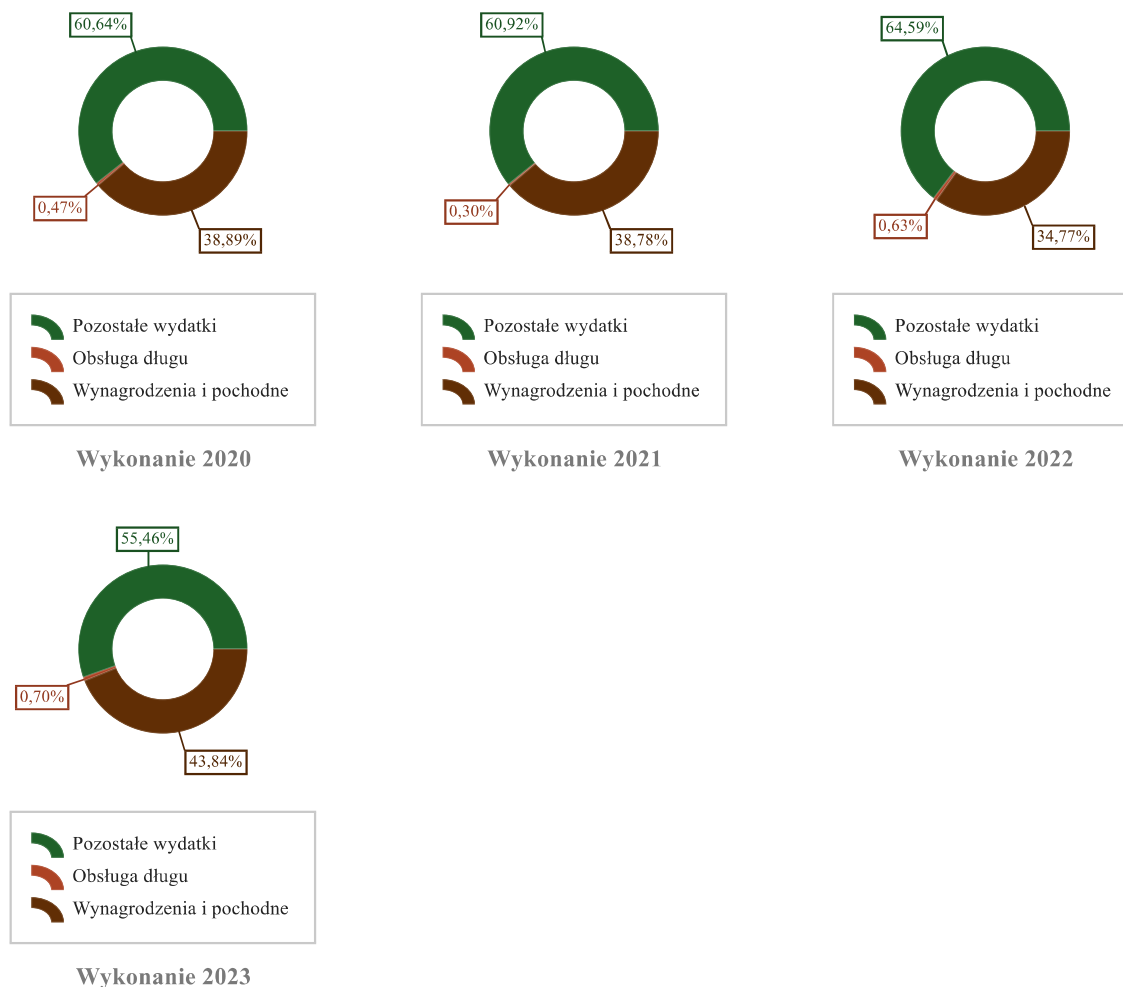 60,64%
0,47%
38,89%
Pozostałe wydatki
Obsługa długu
Wynagrodzenia i pochodne
Wykonanie 2020
60,92%
0,30%
38,78%
Pozostałe wydatki
Obsługa długu
Wynagrodzenia i pochodne
Wykonanie 2021
64,59%
0,63%
34,77%
Pozostałe wydatki
Obsługa długu
Wynagrodzenia i pochodne
Wykonanie 2022
55,46%
0,70%
43,84%
Pozostałe wydatki
Obsługa długu
Wynagrodzenia i pochodne
Wykonanie 2023